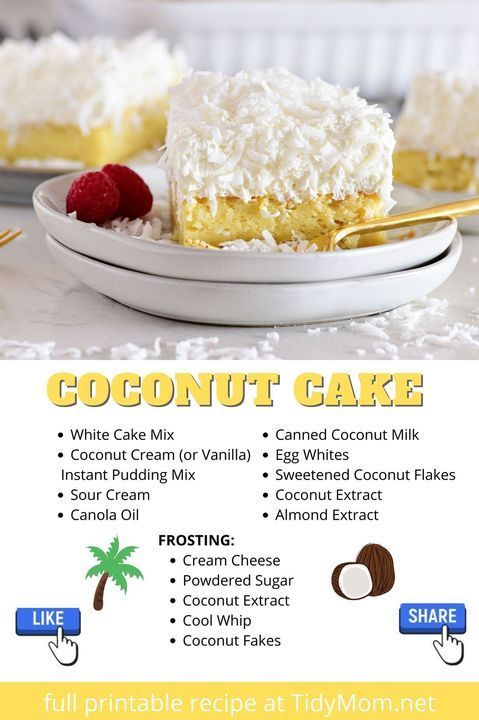 COCONUT CAKE
• White Cake Mix
• Coconut Cream (or Vanilla)
Instant Pudding Mix
• Sour Cream
• Canola Oil
• Canned Coconut Milk
• Egg Whites
• Sweetened Coconut Flakes
• Coconut Extract
• Almond Extract
FROSTING:
• Cream Cheese
• Powdered Sugar
• Coconut Extract
• Cool Whip
• Coconut Fakes
LIKE
SHARE
full printable recipe at TidyMom.net